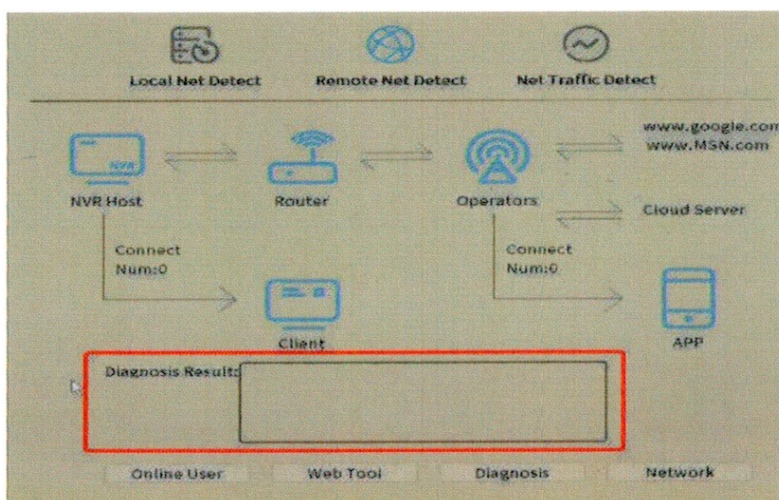 Local Net Detect
Remote Net Detect
Net Traffic Detect
www.google.com
www.MSN.com
NVR
NVR Host
Router
Operators
Cloud Server
Connect
Num:0
Connect
Num:0
Client
APP
Diagnosis Result:
Online User
Web Tool
Diagnosis
Network